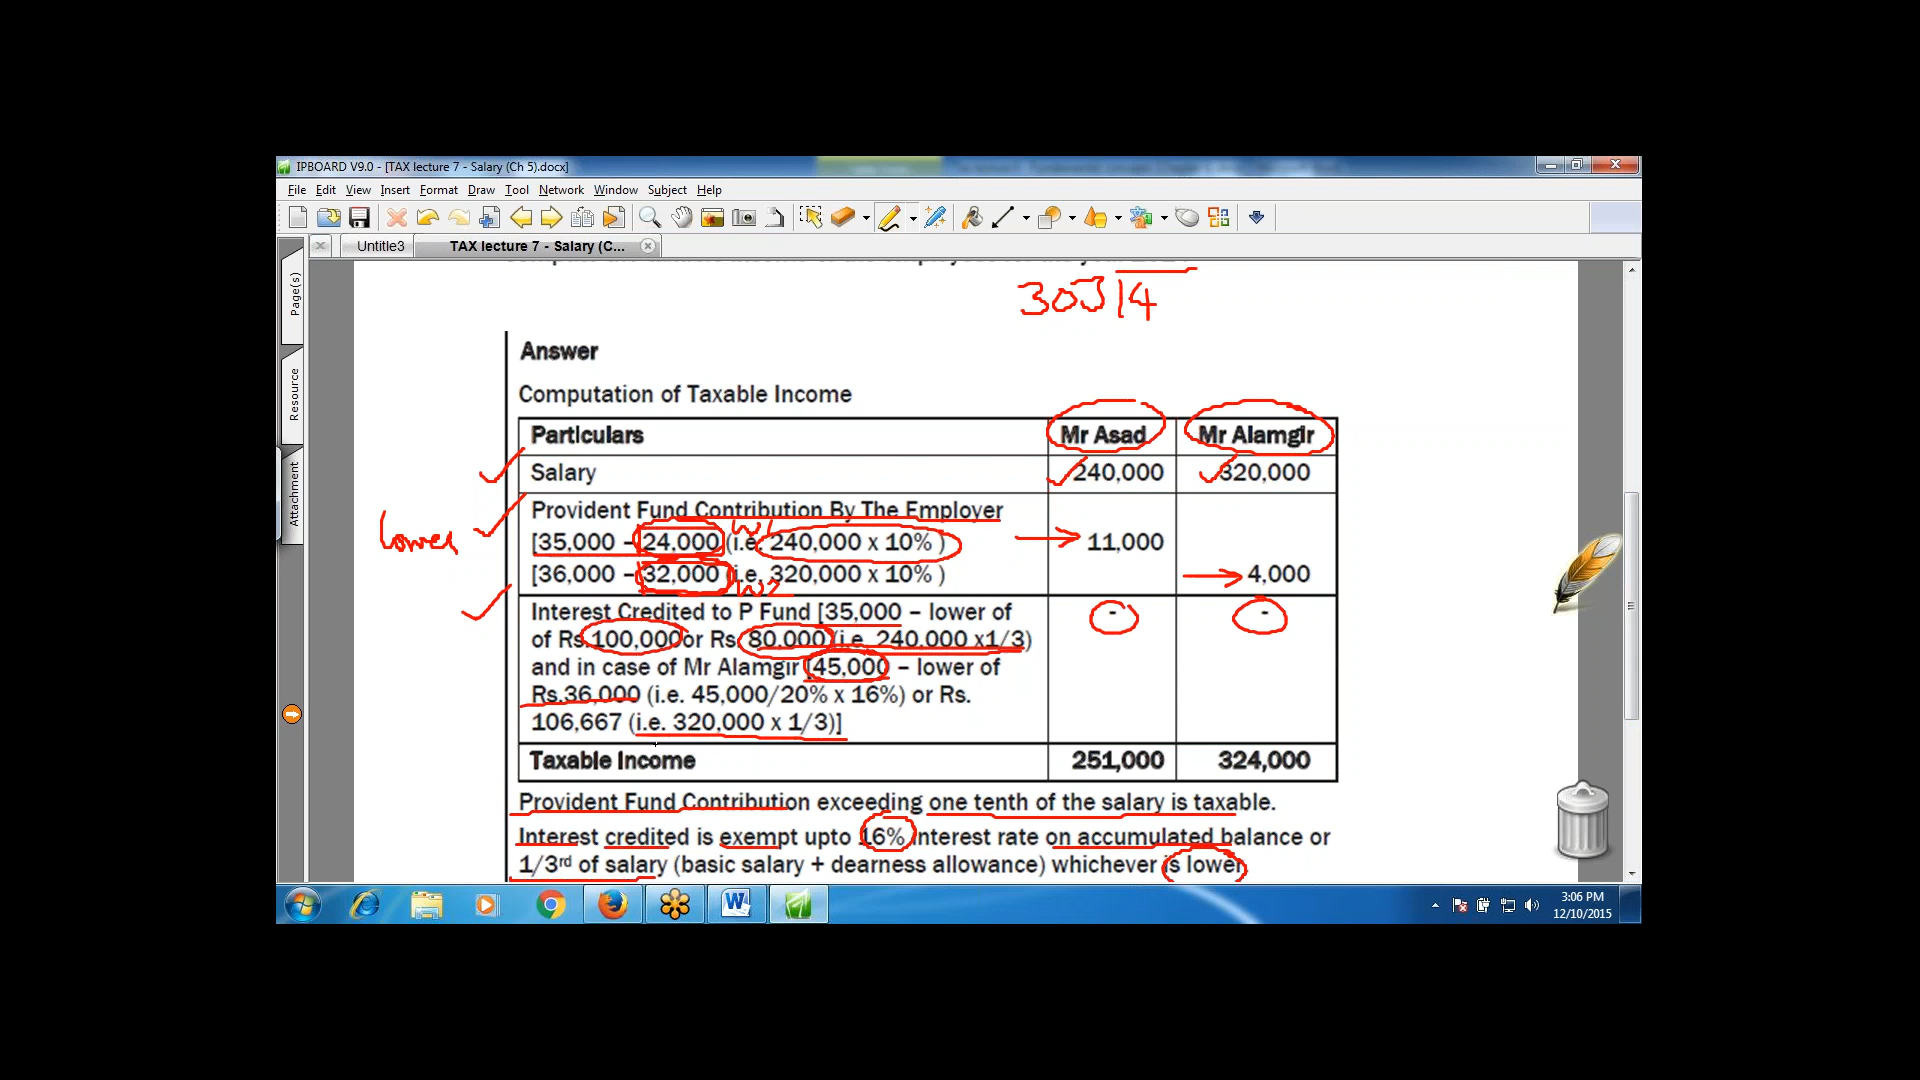 IPBOARD V9.0 - [TAX lecture 7 - Salary (Ch 5).docx]
File Edit View Insert Format Draw Tool Network Window Subject Help
Untitle3 TAX lecture 7 - Salary (C...
Page(s)
Resource
Attachment
30J14
Answer
Computation of Taxable Income
Particulars Mr Asad Mr Alamgir
Salary 240,000 320,000
Provident Fund Contribution By The Employer
W1
Lower
[35,000 – 24,000 (i.e. 240,000 x 10% ) 11,000
[36,000 – 32,000 (i.e. 320,000 x 10% ) 4,000
W2
Interest Credited to P Fund [35,000 – lower of - -
of Rs.100,000 or Rs. 80,000 (i.e. 240,000 x1/3)
and in case of Mr Alamgir [45,000 – lower of
Rs.36,000 (i.e. 45,000/20% x 16%) or Rs.
106,667 (i.e. 320,000 x 1/3)]
Taxable Income 251,000 324,000
Provident Fund Contribution exceeding one tenth of the salary is taxable.
Interest credited is exempt upto 16% interest rate on accumulated balance or
1/3rd of salary (basic salary + dearness allowance) whichever is lower
3:06 PM
12/10/2015